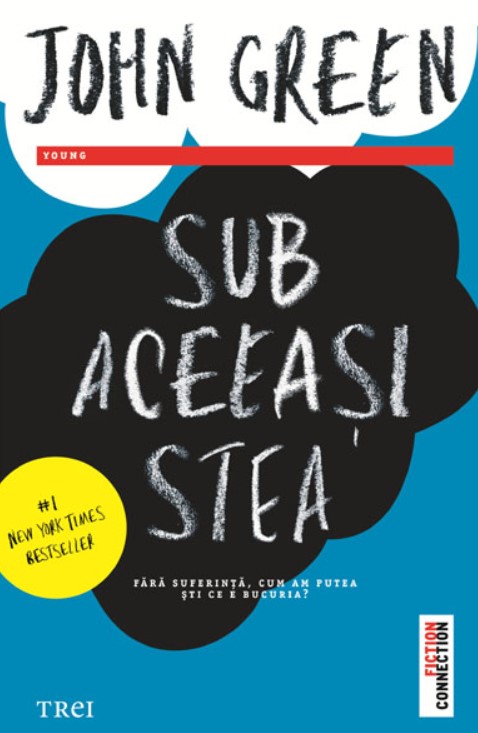 JOHN GREEN
YOUNG
SUB
ACEEAȘI
STEA
#1
NEW YORK TIMES
BESTSELLER
FĂRĂ SUFERINȚĂ, CUM AM PUTEA
ȘTI CE E BUCURIA?
FICTION
CONNECTION
TREI